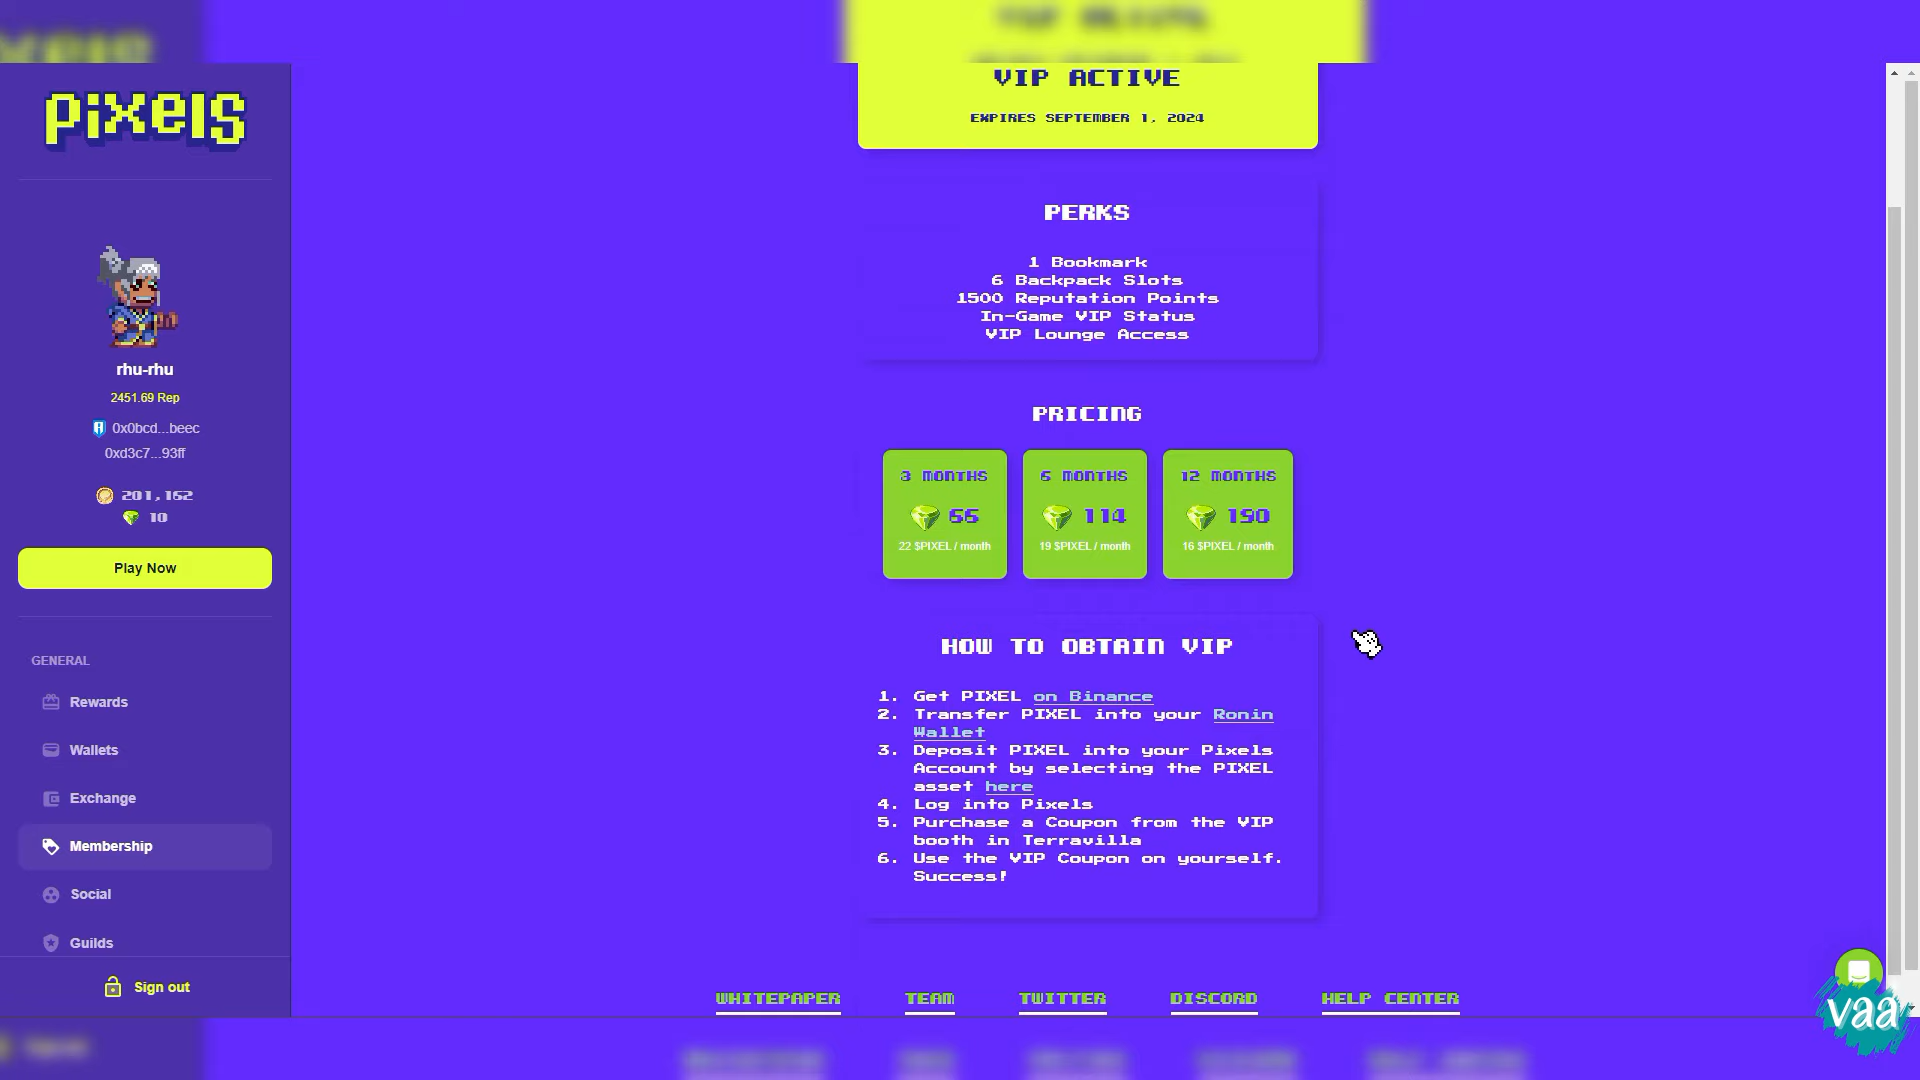 pixels
rhu-rhu
2451.69 Rep
0x0bcd...beec
0xd3c7...93ff
201,162
10
Play Now
GENERAL
Rewards
Wallets
Exchange
Membership
Social
Guilds
Sign out
VIP ACTIVE
EXPIRES SEPTEMBER 1, 2024
PERKS
1 Bookmark
6 Backpack Slots
1500 Reputation Points
In-Game VIP Status
VIP Lounge Access
PRICING
3 MONTHS
66
22 $PIXEL / month
6 MONTHS
114
19 $PIXEL / month
12 MONTHS
190
16 $PIXEL / month
HOW TO OBTAIN VIP
1. Get PIXEL on Binance
2. Transfer PIXEL into your Ronin
Wallet
3. Deposit PIXEL into your Pixels
Account by selecting the PIXEL
asset here
4. Log into Pixels
5. Purchase a Coupon from the VIP
booth in Terravilla
6. Use the VIP Coupon on yourself.
Success!
WHITEPAPER TEAM TWITTER DISCORD HELP CENTER
vaa